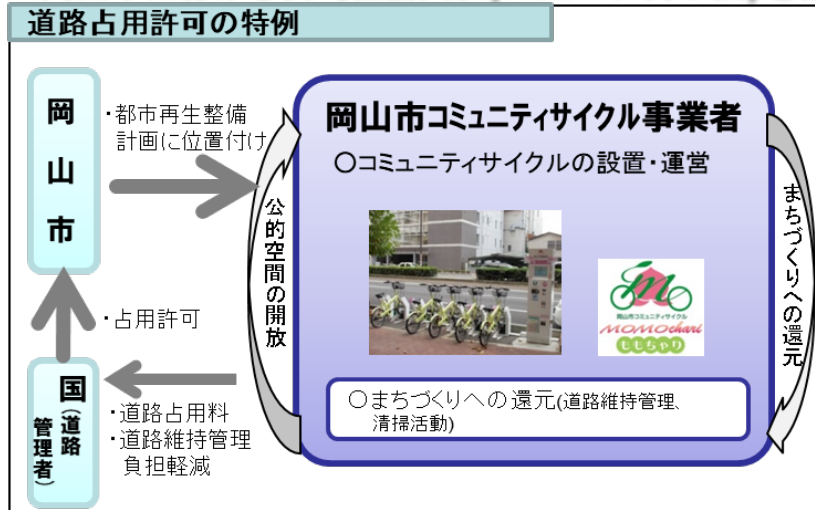 道路占用許可の特例
岡山市
・都市再生整備
計画に位置付け
・占用許可
国(道路
管理者)
・道路占用料
・道路維持管理
負担軽減
公的空間の開放
岡山市コミュニティサイクル事業者
○コミュニティサイクルの設置・運営
岡山市コミュニティサイクル
MOMOchari
ももちゃり
○まちづくりへの還元(道路維持管理、
清掃活動)
まちづくりへの還元